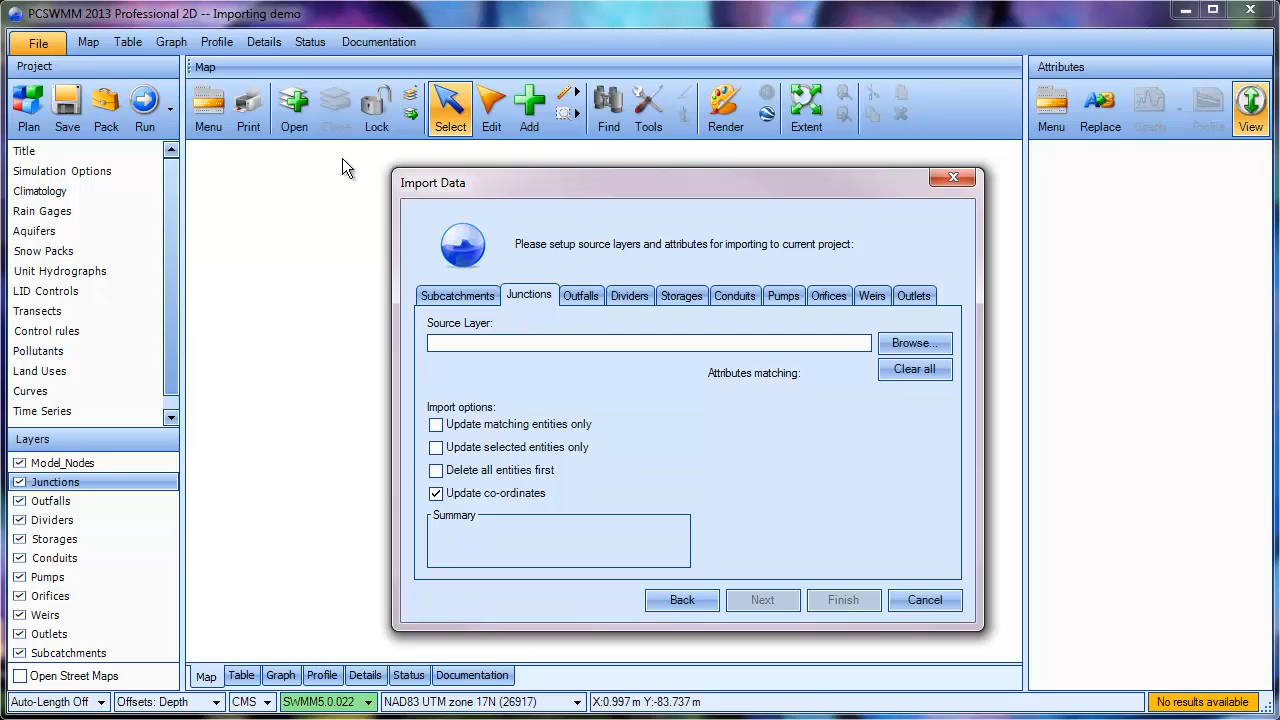 PCSWMM 2013 Professional 2D -- Importing demo
File Map Table Graph Profile Details Status Documentation
Project
Plan Save Pack Run
Title
Simulation Options
Climatology
Rain Gages
Aquifers
Snow Packs
Unit Hydrographs
LID Controls
Transects
Control rules
Pollutants
Land Uses
Curves
Time Series
Layers
Model_Nodes
Junctions
Outfalls
Dividers
Storages
Conduits
Pumps
Orifices
Weirs
Outlets
Subcatchments
Open Street Maps
Map
Menu Print Open Close Lock Select Edit Add Find Tools Render Extent
Attributes
Menu Replace Graph Profile View
Import Data
Please setup source layers and attributes for importing to current project:
Subcatchments Junctions Outfalls Dividers Storages Conduits Pumps Orifices Weirs Outlets
Source Layer:
Browse...
Attributes matching:
Clear all
Import options:
Update matching entities only
Update selected entities only
Delete all entities first
Update co-ordinates
Summary
Back Next Finish Cancel
Map Table Graph Profile Details Status Documentation
Auto-Length Off Offsets: Depth CMS SWMM5.0.022 NAD83 UTM zone 17N (26917) X:0.997 m Y:-83.737 m No results available